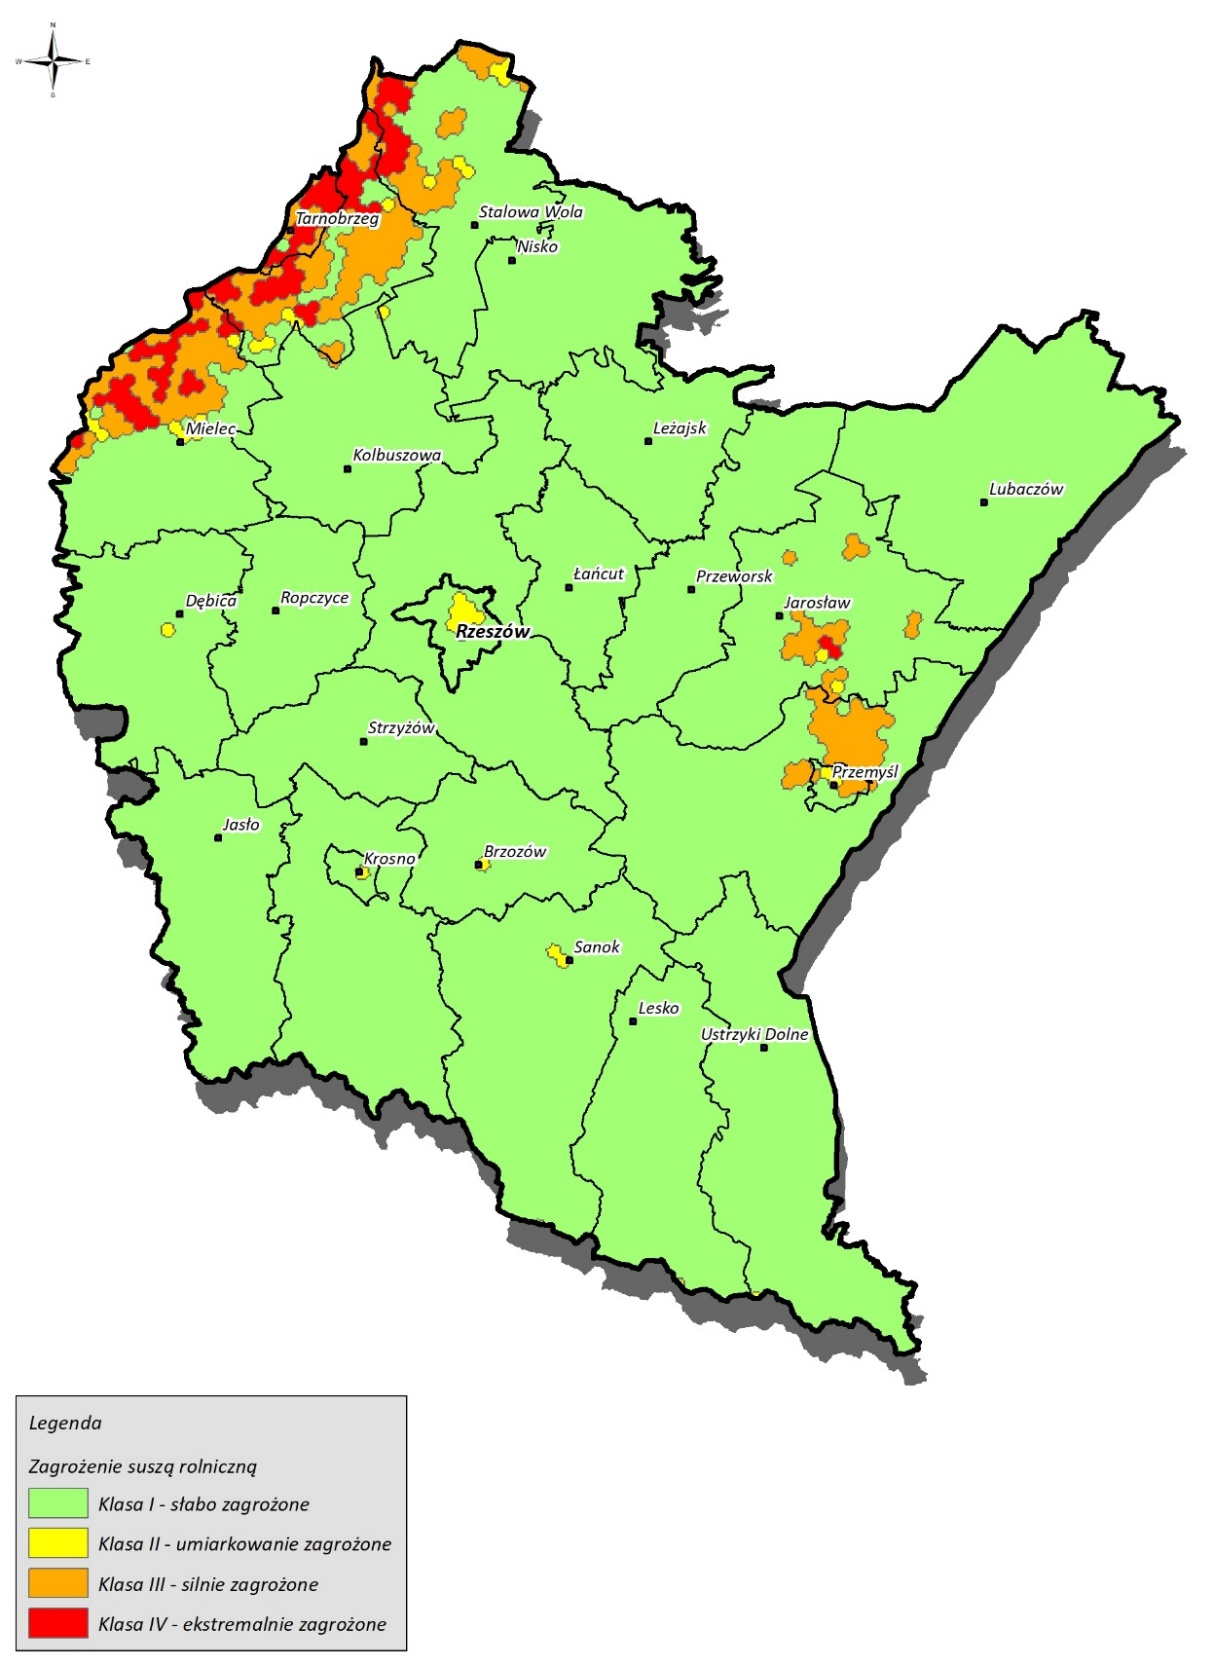 N
W E
S
Tarnobrzeg
Stalowa Wola
Nisko
Mielec
Leżajsk
Kolbuszowa
Lubaczów
Łańcut
Przeworsk
Dębica
Ropczyce
Jarosław
Rzeszów
Strzyżów
Przemyśl
Jasło
Krosno
Brzozów
Sanok
Lesko
Ustrzyki Dolne
Legenda
Zagrożenie suszą rolniczną
Klasa I - słabo zagrożone
Klasa II - umiarkowanie zagrożone
Klasa III - silnie zagrożone
Klasa IV - ekstremalnie zagrożone